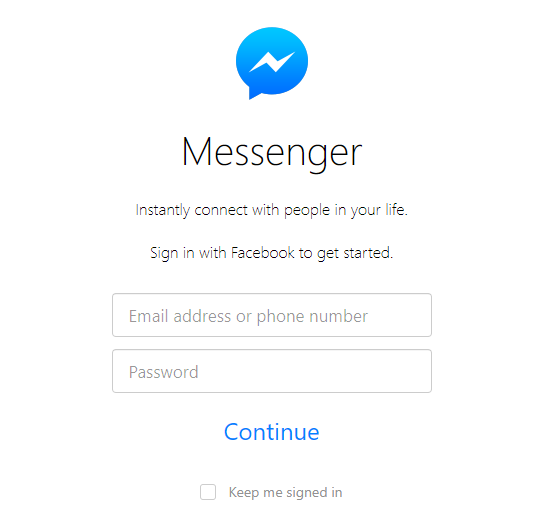 Messenger
Instantly connect with people in your life.
Sign in with Facebook to get started.
Email address or phone number
Password
Continue
Keep me signed in